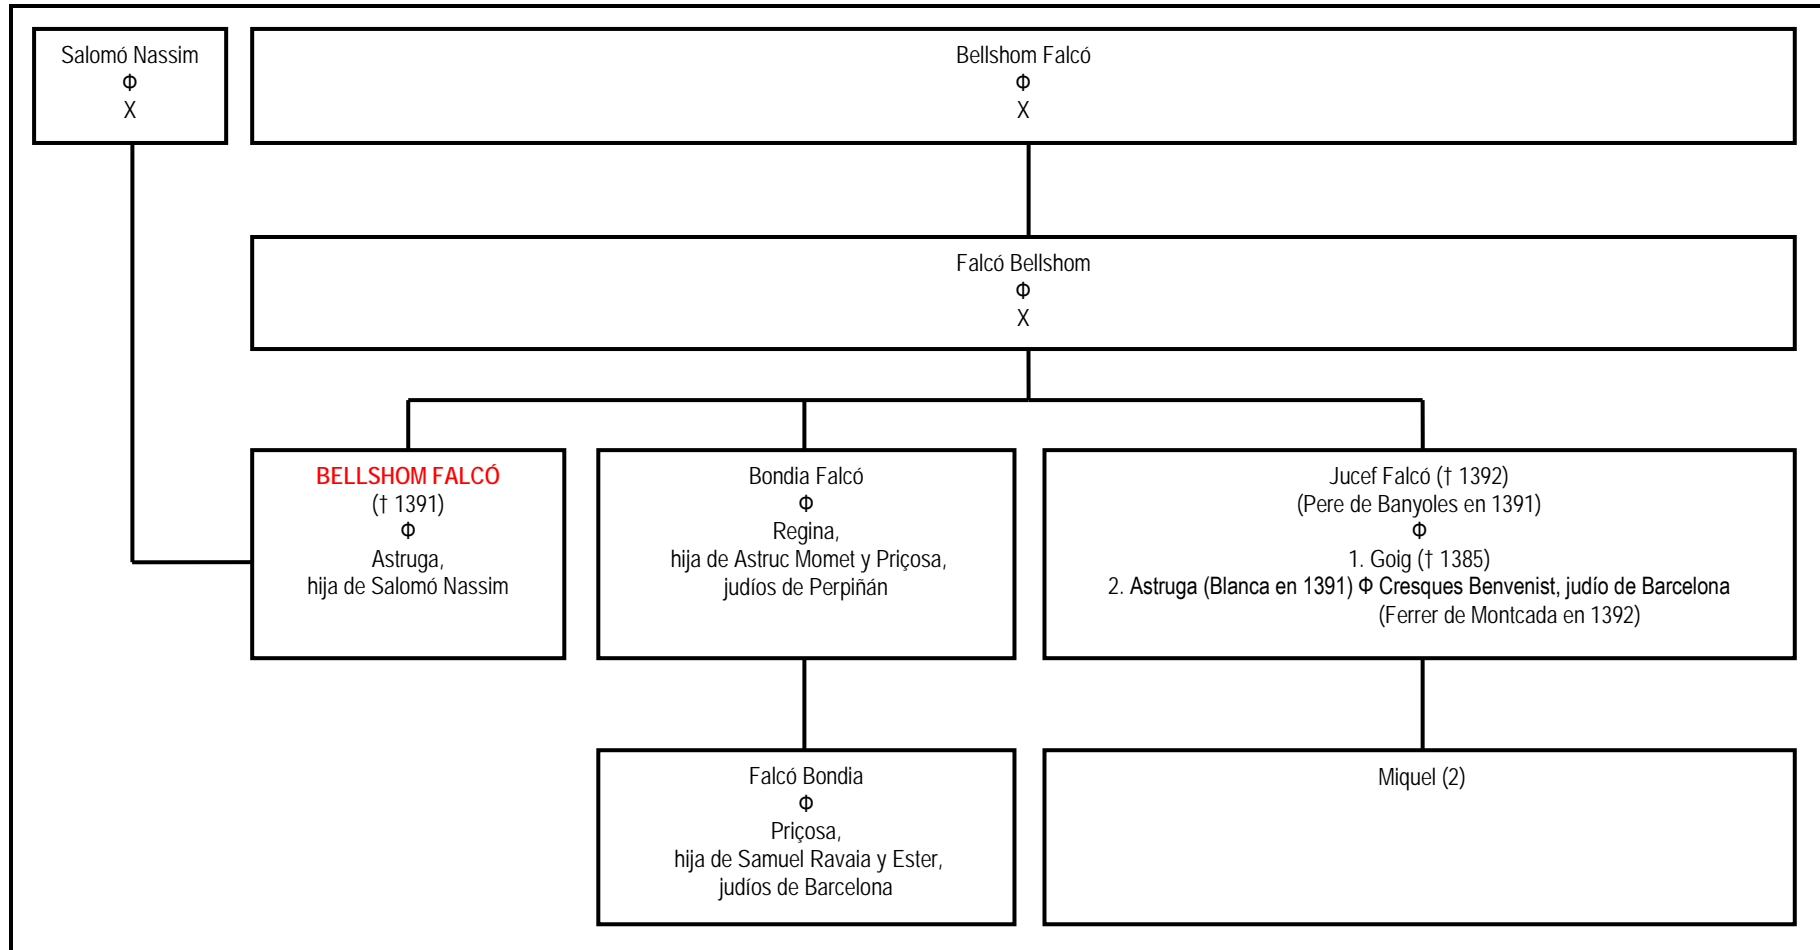 Salomó Nassim
Φ
X
Bellshom Falcó
Φ
X
Falcó Bellshom
Φ
X
BELLSHOM FALCÓ
(† 1391)
Φ
Astruga,
hija de Salomó Nassim
Bondia Falcó
Φ
Regina,
hija de Astruc Momet y Priçosa,
judíos de Perpiñán
Jucef Falcó († 1392)
(Pere de Banyoles en 1391)
Φ
1. Goig († 1385)
2. Astruga (Blanca en 1391) Φ Cresques Benvenist, judío de Barcelona
(Ferrer de Montcada en 1392)
Falcó Bondia
Φ
Priçosa,
hija de Samuel Ravaia y Ester,
judíos de Barcelona
Miquel (2)